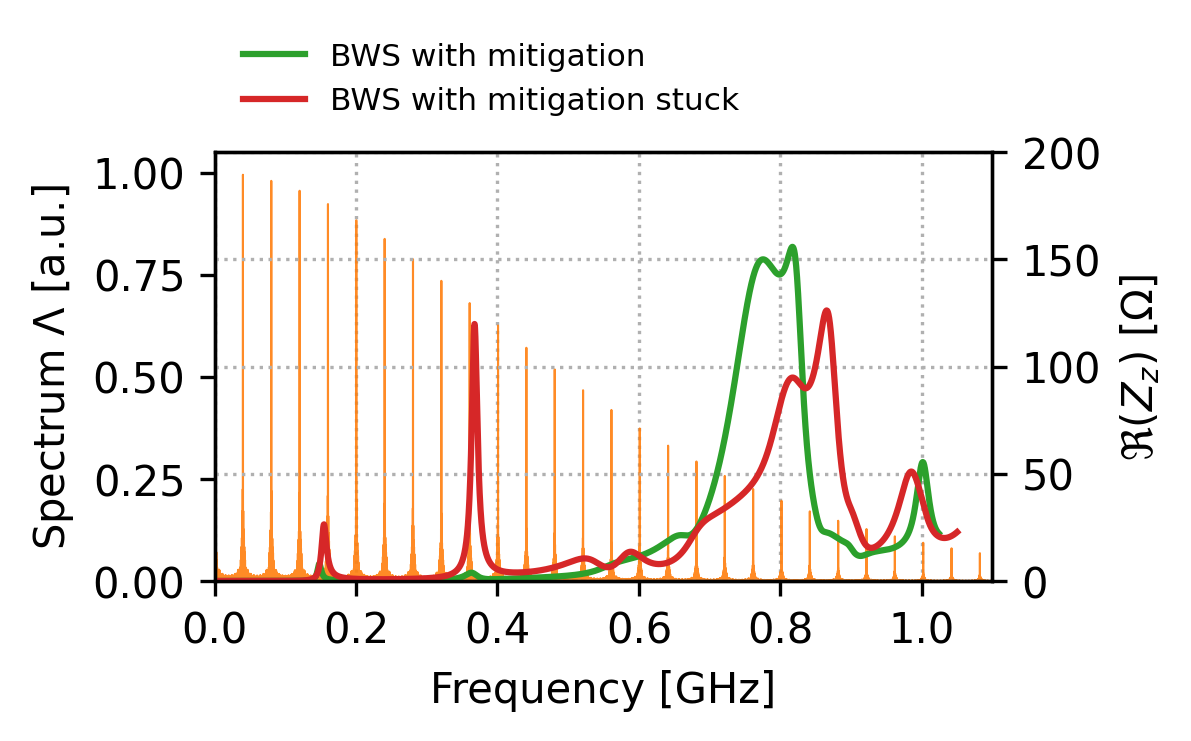 BWS with mitigation
BWS with mitigation stuck
Spectrum Λ [a.u.]
1.00
0.75
0.50
0.25
0.00
200
150
100
50
0
ℜ(Z_z) [Ω]
0.0 0.2 0.4 0.6 0.8 1.0
Frequency [GHz]